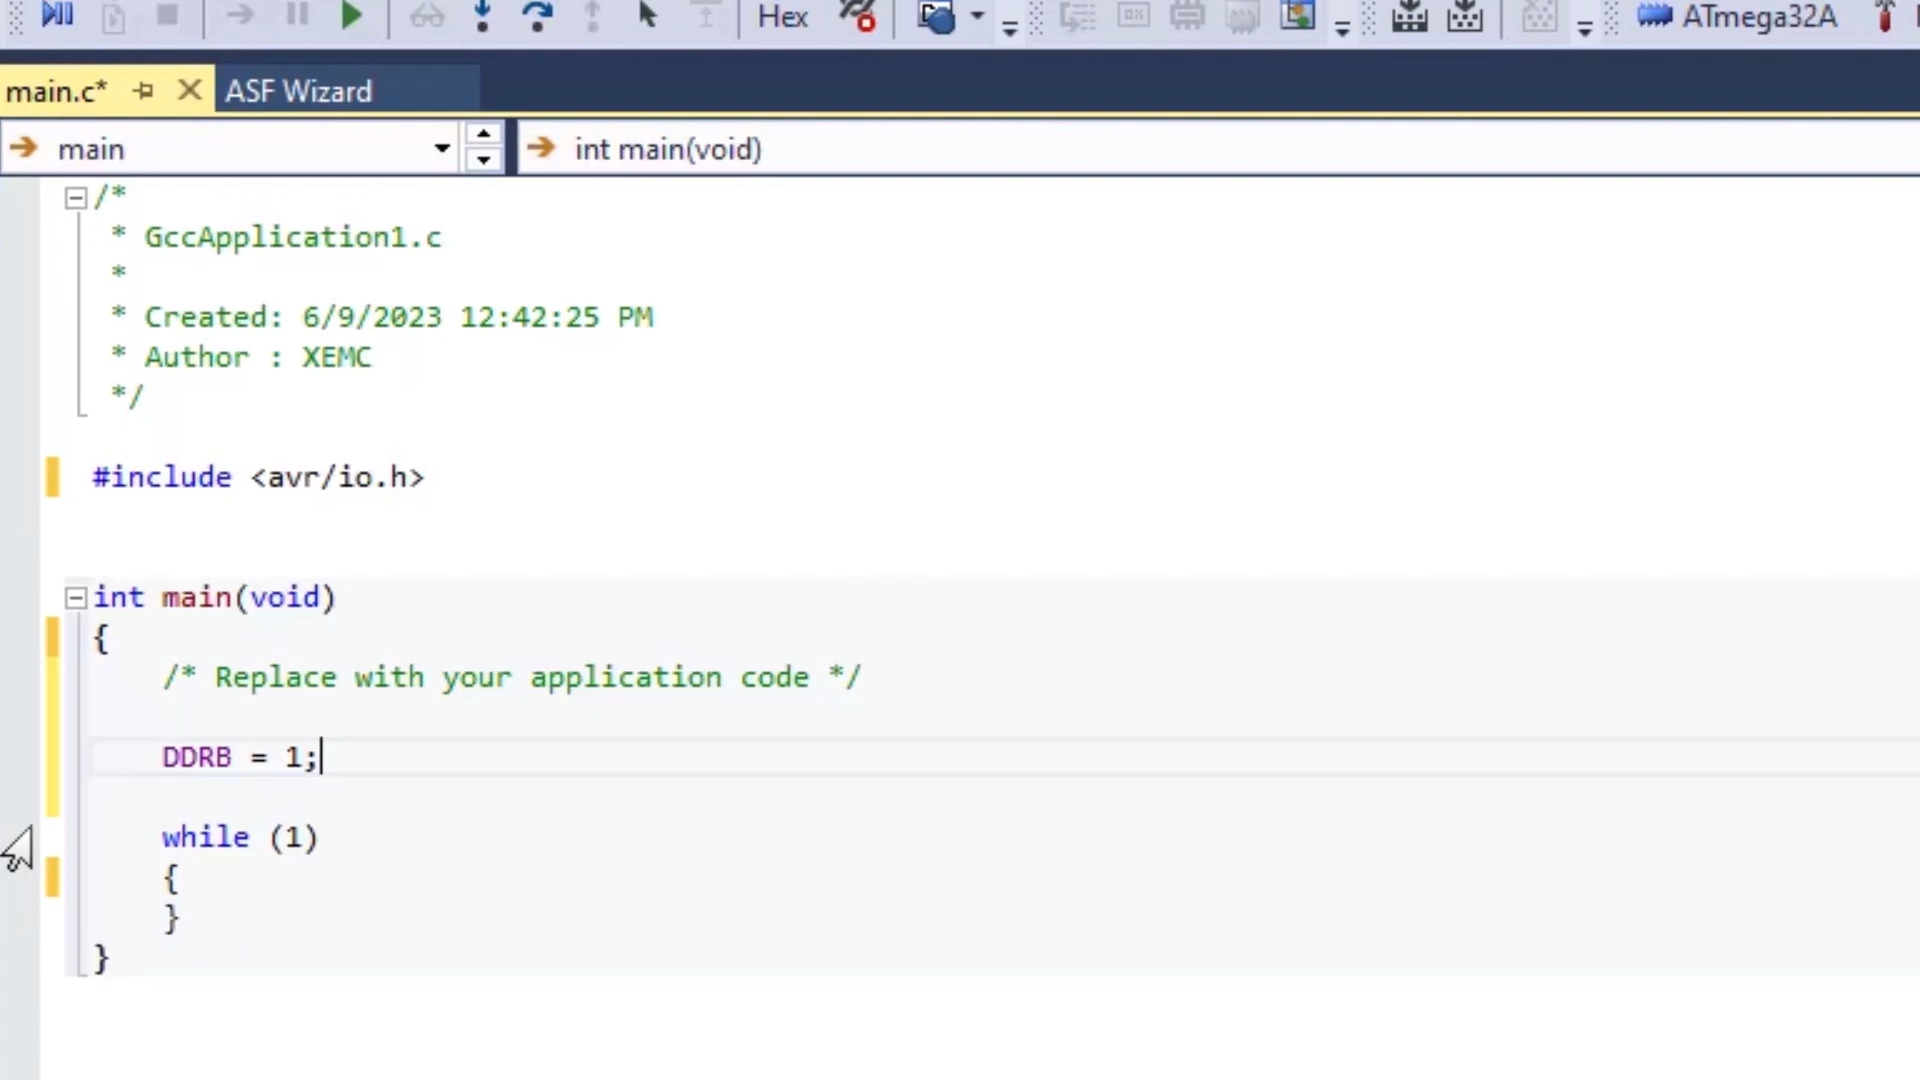 Hex ATmega32A
main.c* ASF Wizard
main int main(void)
/*
* GccApplication1.c
*
* Created: 6/9/2023 12:42:25 PM
* Author : XEMC
*/
#include <avr/io.h>
int main(void)
{
/* Replace with your application code */
DDRB = 1;
while (1)
{
}
}